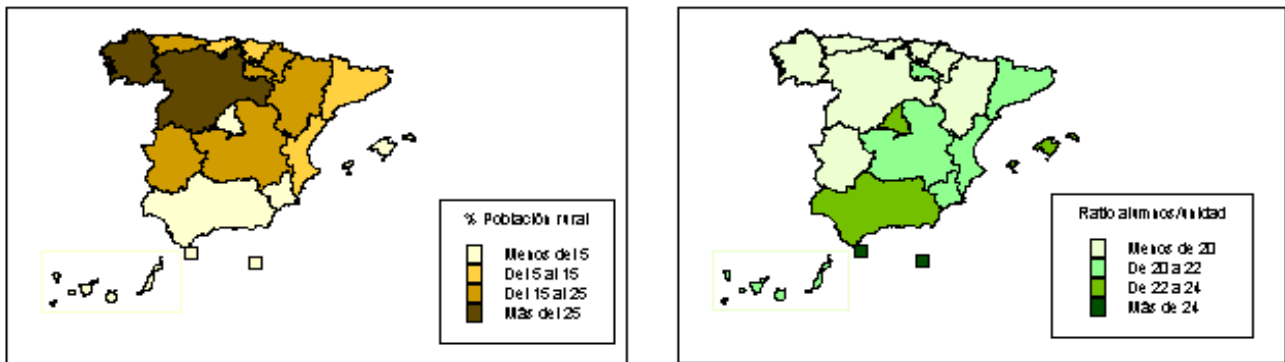 % Población rural
Menos del 5
Del 5 al 15
Del 15 al 25
Más del 25
Ratio alumnos/unidad
Menos de 20
De 20 a 22
De 22 a 24
Más de 24